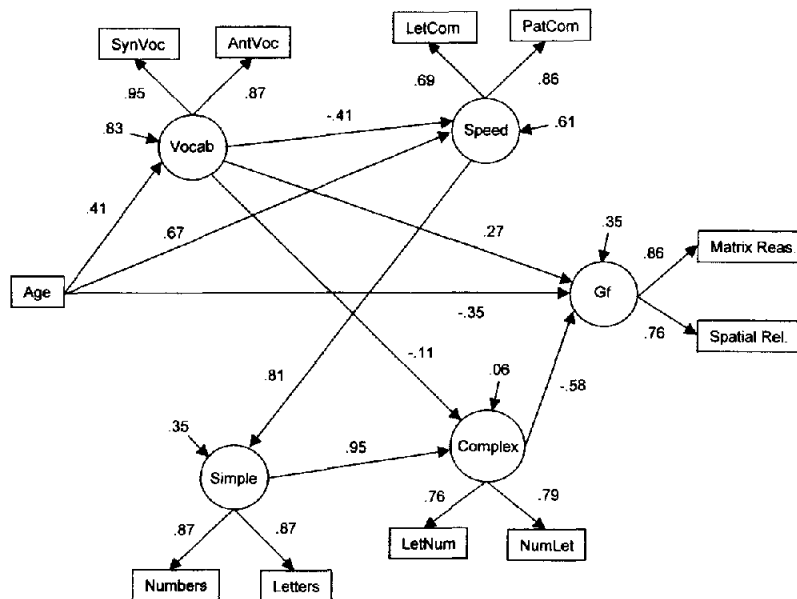 LetCom
PatCom
SynVoc
AntVoc
.69
.86
.95
.87
-.41
.83
Vocab
Speed
.61
.41
.67
.27
.35
.86
Matrix Reas.
Age
Gf
-.35
.76
Spatial Rel.
-.11
.81
.06
-.58
.35
.95
Complex
Simple
.76
.79
.87
.87
LetNum
NumLet
Numbers
Letters